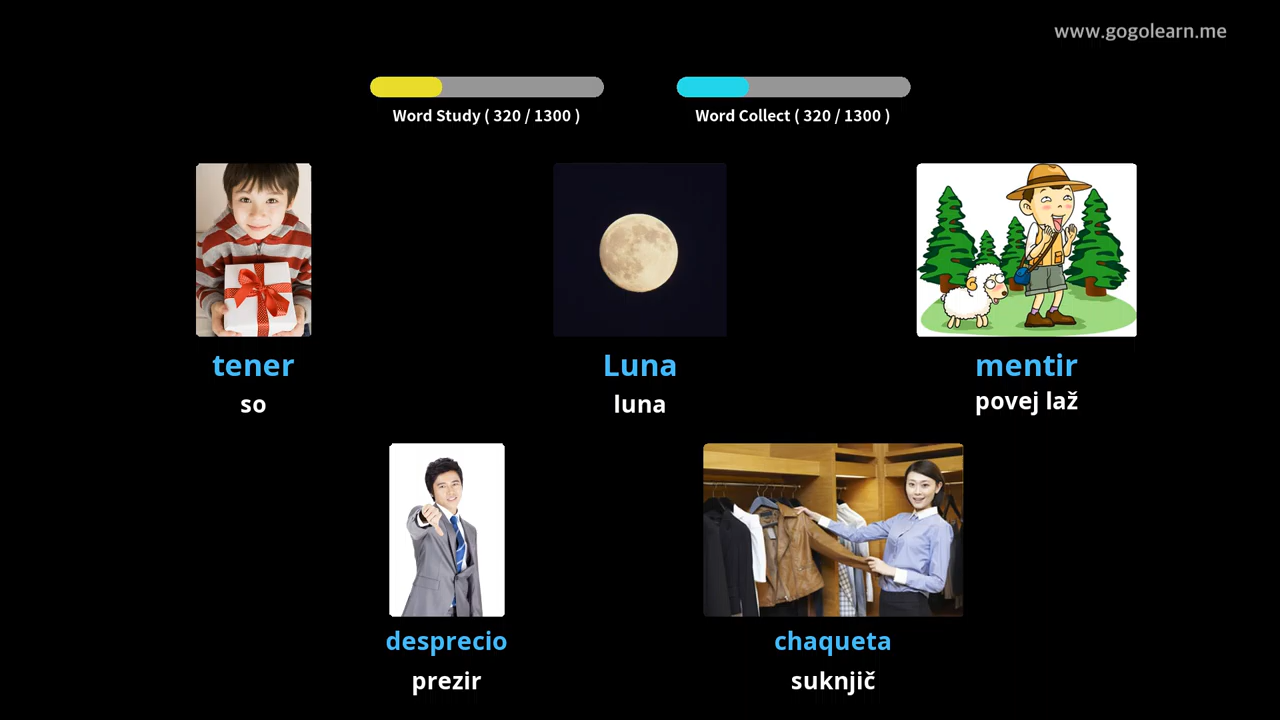 www.gogolearn.me
Word Study ( 320 / 1300 )
Word Collect ( 320 / 1300 )
tener
so
Luna
luna
mentir
povej laž
desprecio
prezir
chaqueta
suknjič